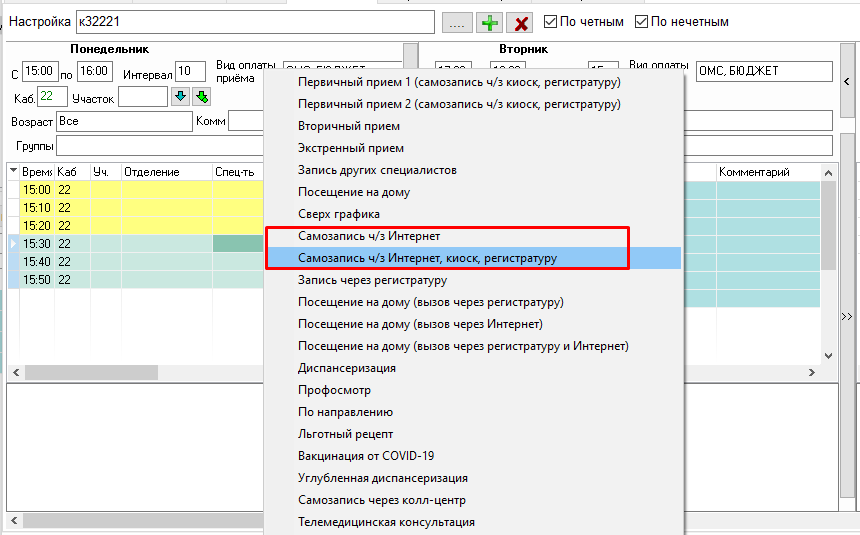 Настройка к32221 .... По четным По нечетным
Понедельник Вторник
С 15:00 по 16:00 Интервал 10 Вид оплаты приёма Вид оплаты ОМС, БЮДЖЕТ
Каб. 22 Участок
Возраст Все Комм
Группы
Время Каб Уч. Отделение Спец-ть Комментарий
15:00 22
15:10 22
15:20 22
15:30 22
15:40 22
15:50 22
Первичный прием 1 (самозапись ч/з киоск, регистратуру)
Первичный прием 2 (самозапись ч/з киоск, регистратуру)
Вторичный прием
Экстренный прием
Запись других специалистов
Посещение на дому
Сверх графика
Самозапись ч/з Интернет
Самозапись ч/з Интернет, киоск, регистратуру
Запись через регистратуру
Посещение на дому (вызов через регистратуру)
Посещение на дому (вызов через Интернет)
Посещение на дому (вызов через регистратуру и Интернет)
Диспансеризация
Профосмотр
По направлению
Льготный рецепт
Вакцинация от COVID-19
Углубленная диспансеризация
Самозапись через колл-центр
Телемедицинская консультация